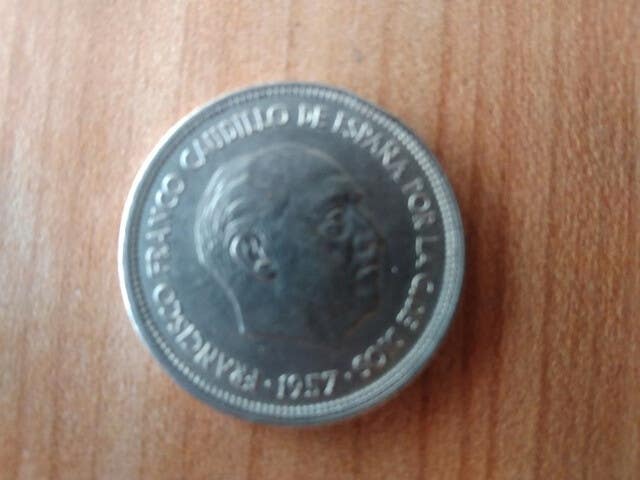 FRANCISCO FRANCO CAUDILLO DE ESPAÑA POR LA G. DE DIOS · 1957 ·